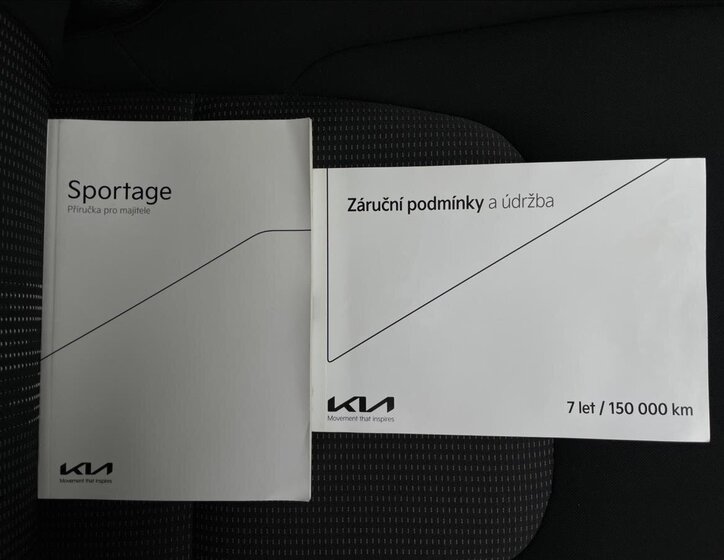 Sportage
Příručka pro majitele
KIA
Movement that inspires
Záruční podmínky a údržba
KIA
Movement that inspires
7 let / 150 000 km